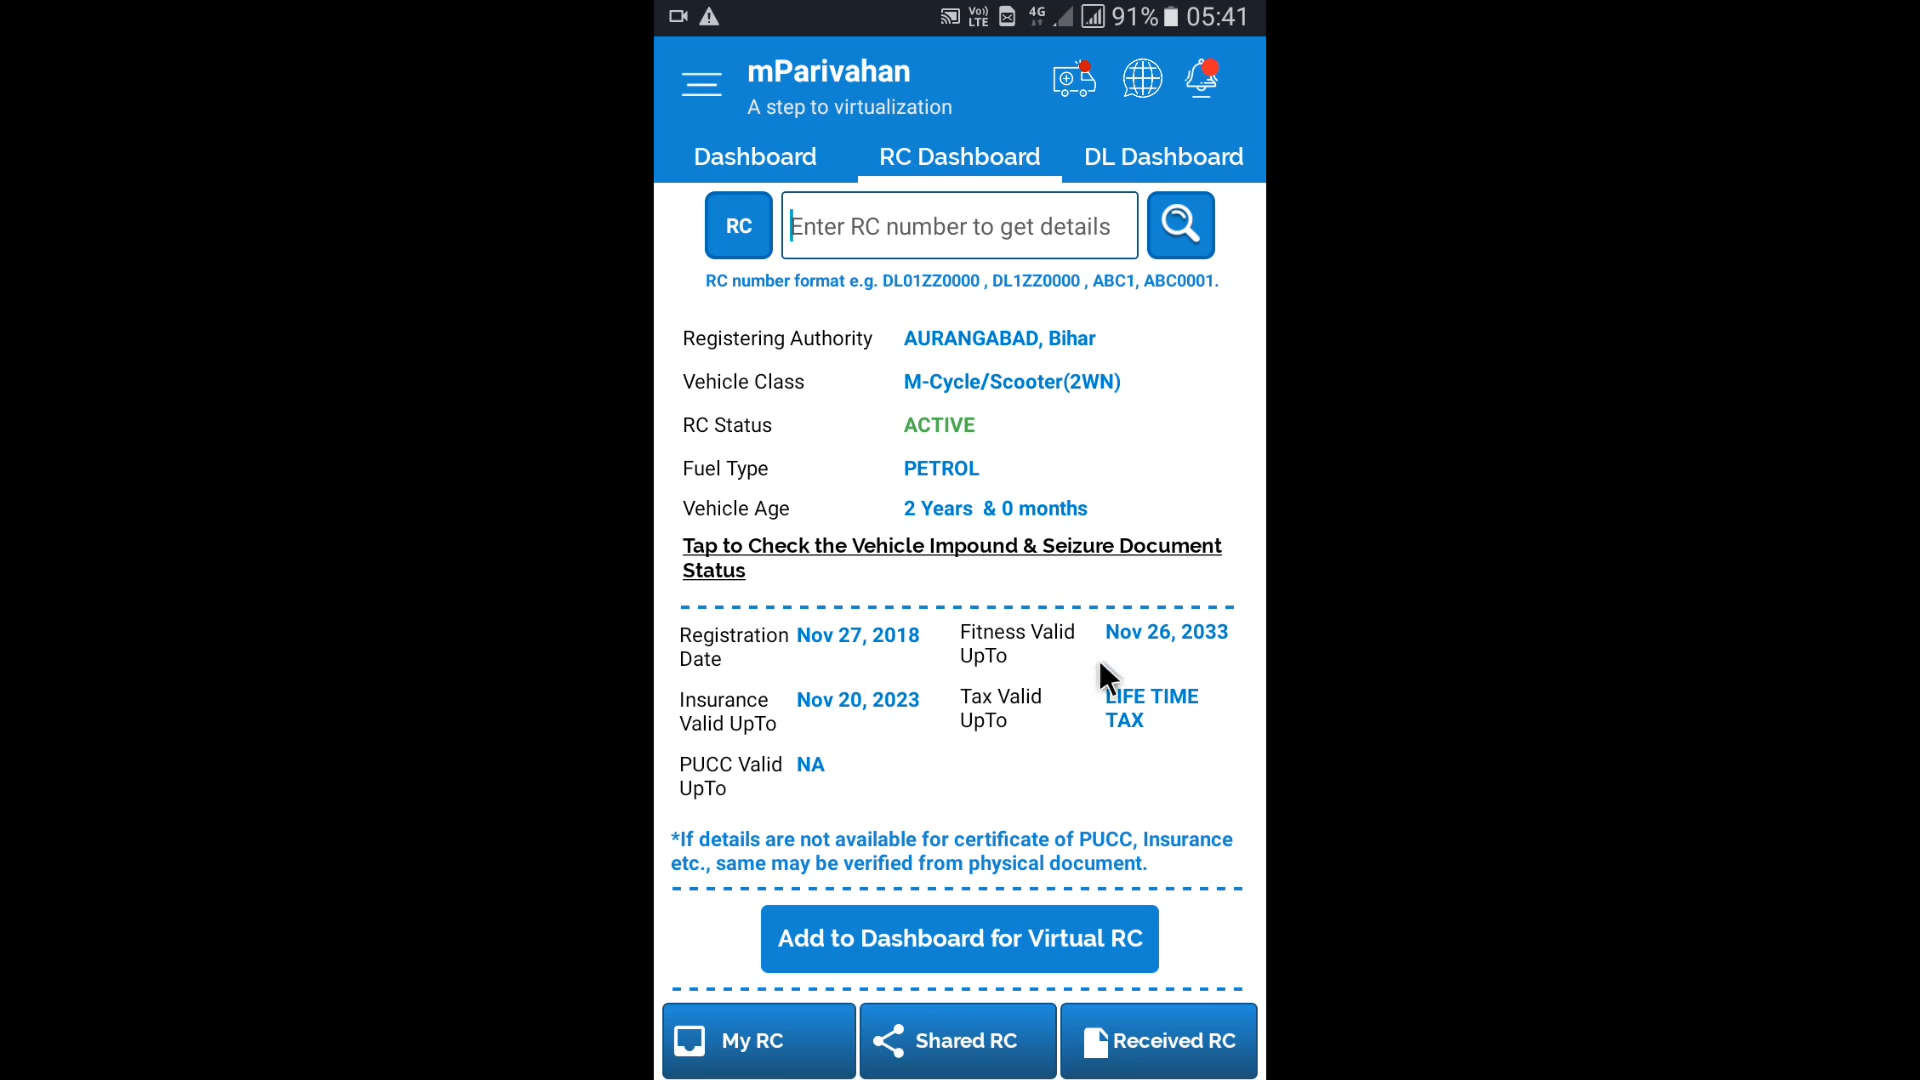 Vo)) LTE 4G 91% 05:41
mParivahan
A step to virtualization
Dashboard RC Dashboard DL Dashboard
RC Enter RC number to get details
RC number format e.g. DL01ZZ0000 , DL1ZZ0000 , ABC1, ABC0001.
Registering Authority AURANGABAD, Bihar
Vehicle Class M-Cycle/Scooter(2WN)
RC Status ACTIVE
Fuel Type PETROL
Vehicle Age 2 Years & 0 months
Tap to Check the Vehicle Impound & Seizure Document
Status
Registration Date Nov 27, 2018 Fitness Valid UpTo Nov 26, 2033
Insurance Valid UpTo Nov 20, 2023 Tax Valid UpTo LIFE TIME TAX
PUCC Valid UpTo NA
*If details are not available for certificate of PUCC, Insurance
etc., same may be verified from physical document.
Add to Dashboard for Virtual RC
My RC Shared RC Received RC